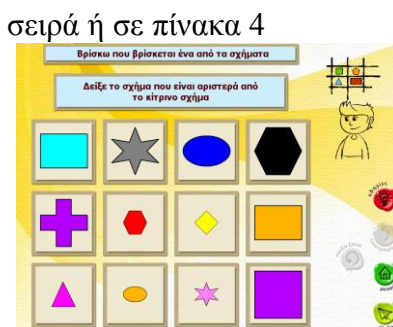 σειρά ή σε πίνακα 4
Βρίσκω που βρίσκεται ένα από τα σχήματα
Δείξε το σχήμα που είναι αριστερά από
το κίτρινο σχήμα
οδηγίες